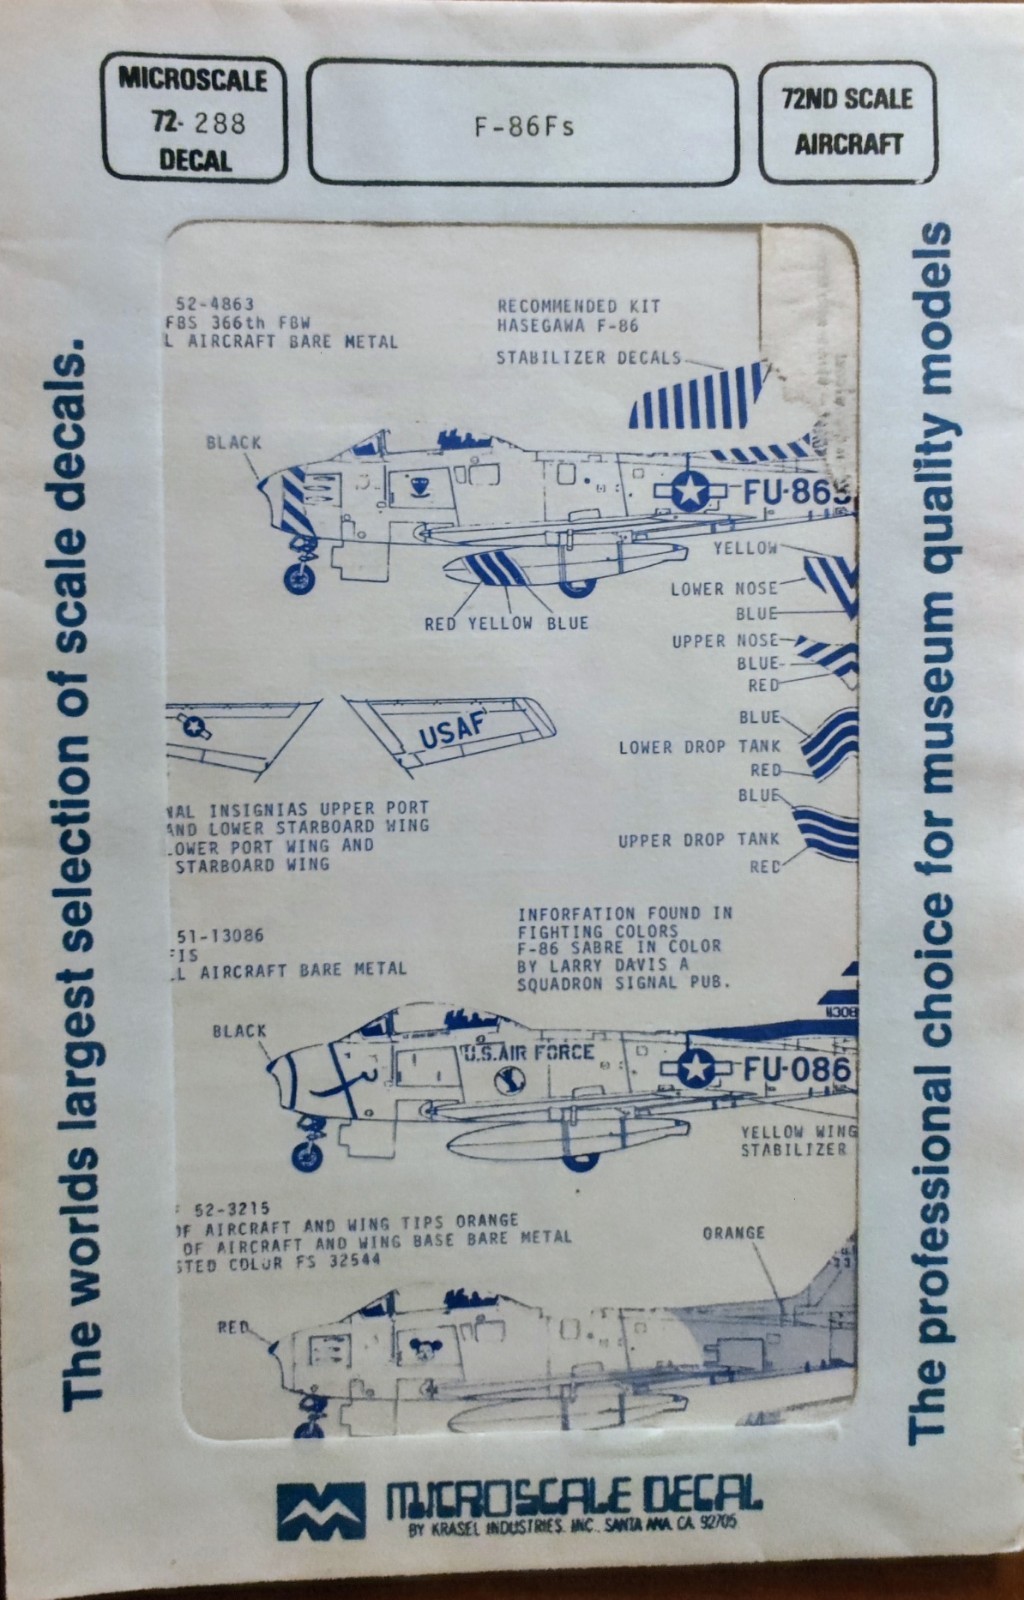 MICROSCALE
72- 288
DECAL
F-86Fs
72ND SCALE
AIRCRAFT
The worlds largest selection of scale decals.
The professional choice for museum quality models
52-4863
FBS 366th FBW
L AIRCRAFT BARE METAL
RECOMMENDED KIT
HASEGAWA F-86
STABILIZER DECALS
BLACK
FU-863
YELLOW
LOWER NOSE
BLUE
RED YELLOW BLUE
UPPER NOSE
BLUE
RED
USAF
BLUE
LOWER DROP TANK
RED
BLUE
UPPER DROP TANK
RED
NAL INSIGNIAS UPPER PORT
AND LOWER STARBOARD WING
LOWER PORT WING AND
STARBOARD WING
INFORFATION FOUND IN
FIGHTING COLORS
F-86 SABRE IN COLOR
BY LARRY DAVIS A
SQUADRON SIGNAL PUB.
51-13086
FIS
L AIRCRAFT BARE METAL
BLACK
U.S. AIR FORCE
FU-086
YELLOW WING
STABILIZER
F 52-3215
OF AIRCRAFT AND WING TIPS ORANGE
OF AIRCRAFT AND WING BASE BARE METAL
STED COLOR FS 32544
ORANGE
RED
MICROSCALE DECAL
BY KRASEL INDUSTRIES, INC., SANTA ANA, CA. 92705